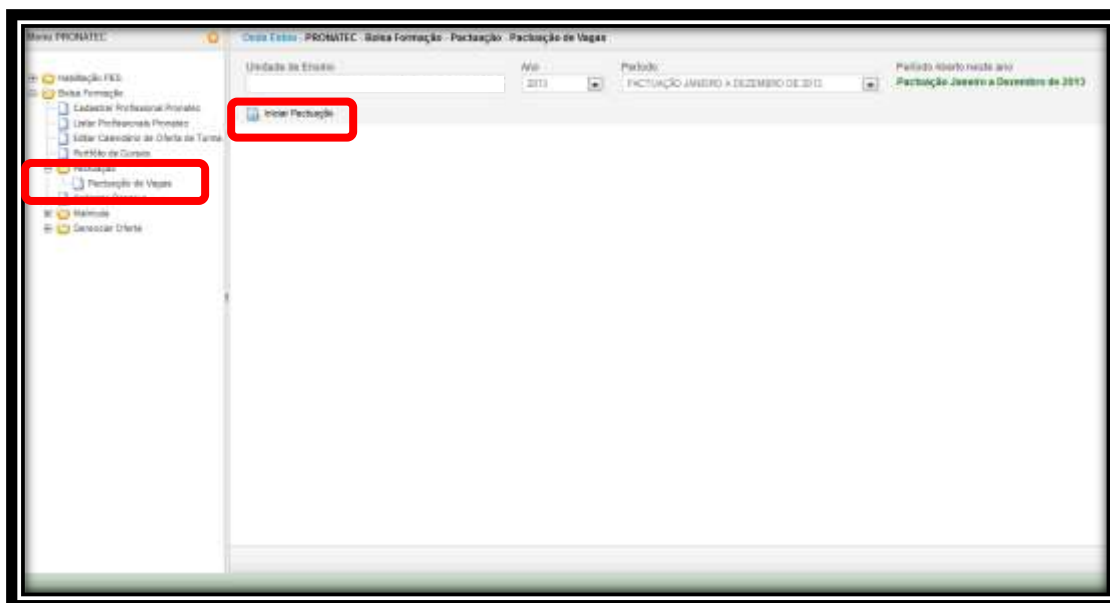 Menu PRONATEC
Onde Estou: PRONATEC - Bolsa Formação - Pactuação - Pactuação de Vagas
Unidade de Ensino
Ano
Período
Período Aberto neste ano
2013
PACTUAÇÃO JANEIRO A DEZEMBRO DE 2013
Pactuação Janeiro a Dezembro de 2013
Iniciar Pactuação
Habilitação FIES
Bolsa Formação
Cadastrar Profissional Pronatec
Listar Profissionais Pronatec
Editar Calendário de Oferta de Turma
Portfólio de Cursos
Pactuação
Pactuação de Vagas
Matrícula
Gerenciar Oferta